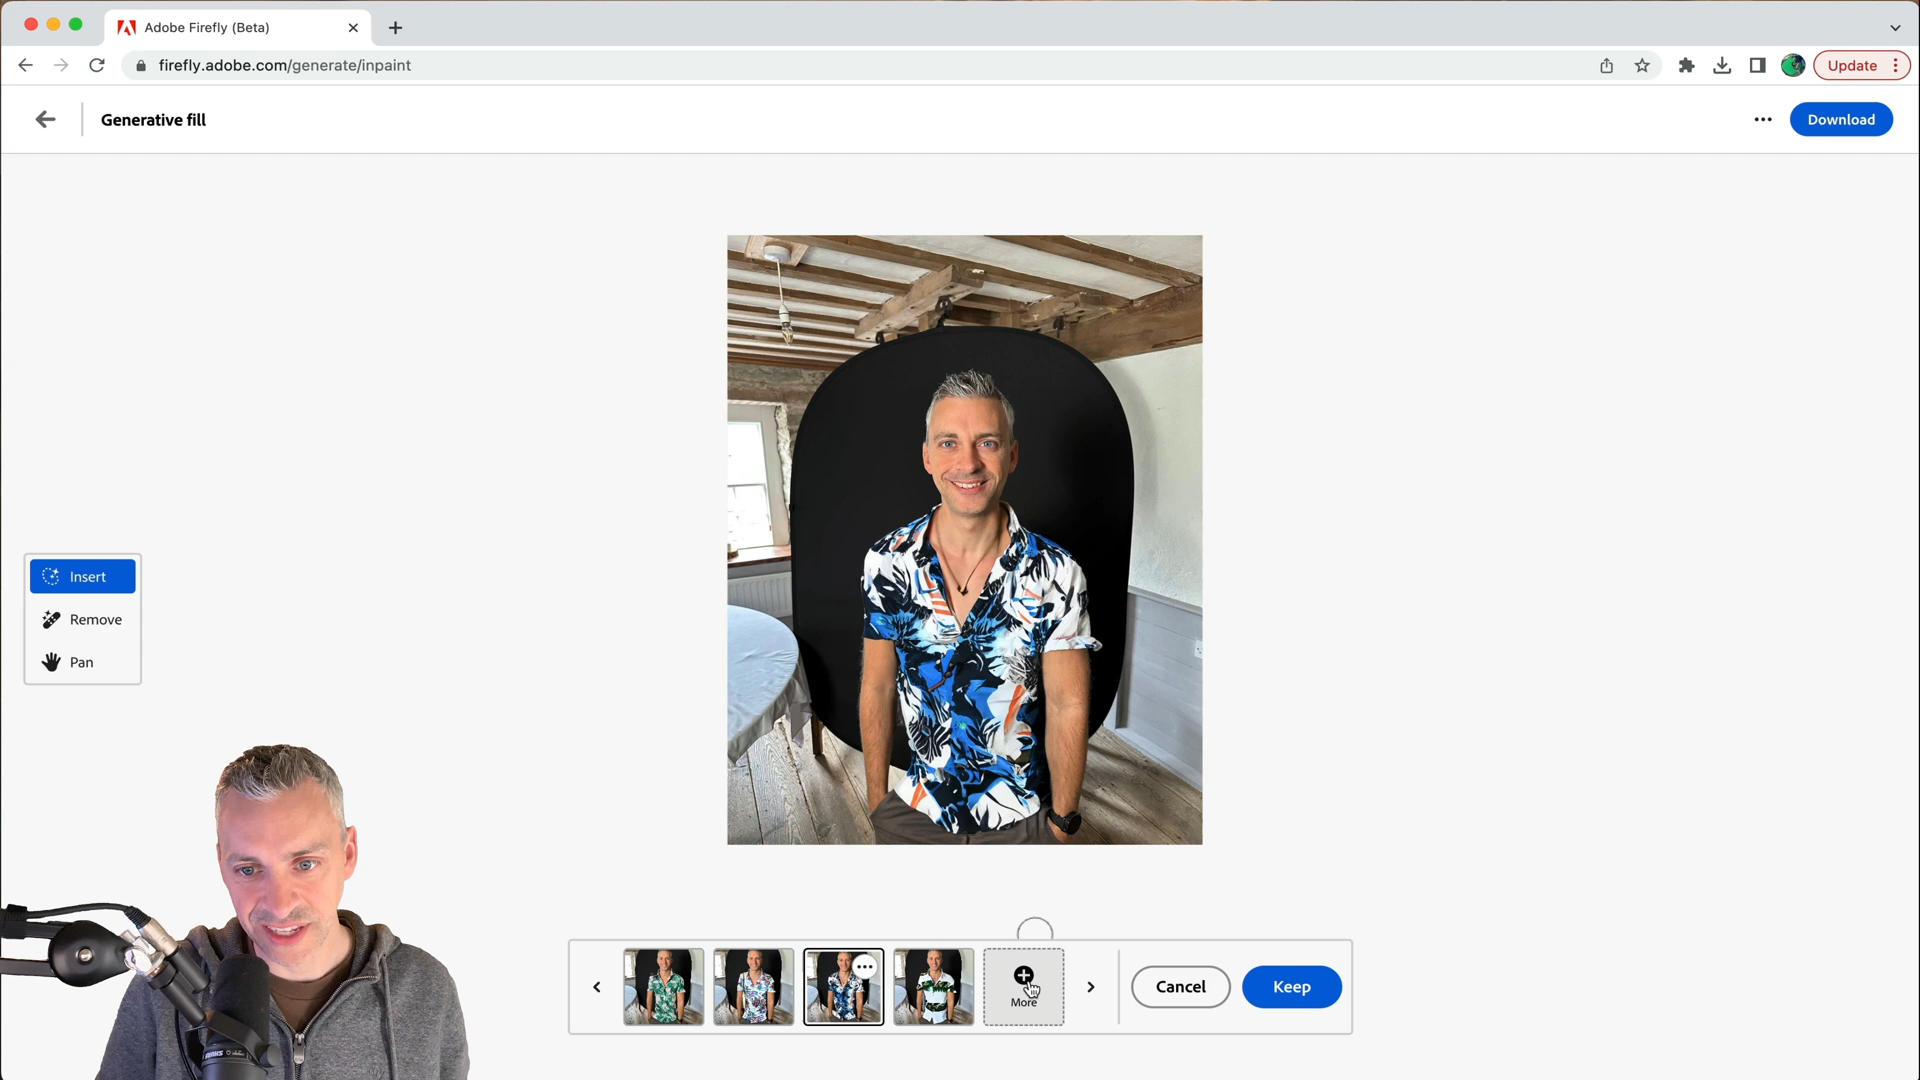 Adobe Firefly (Beta)
firefly.adobe.com/generate/inpaint
Update
Generative fill
Download
Insert
Remove
Pan
More
Cancel
Keep